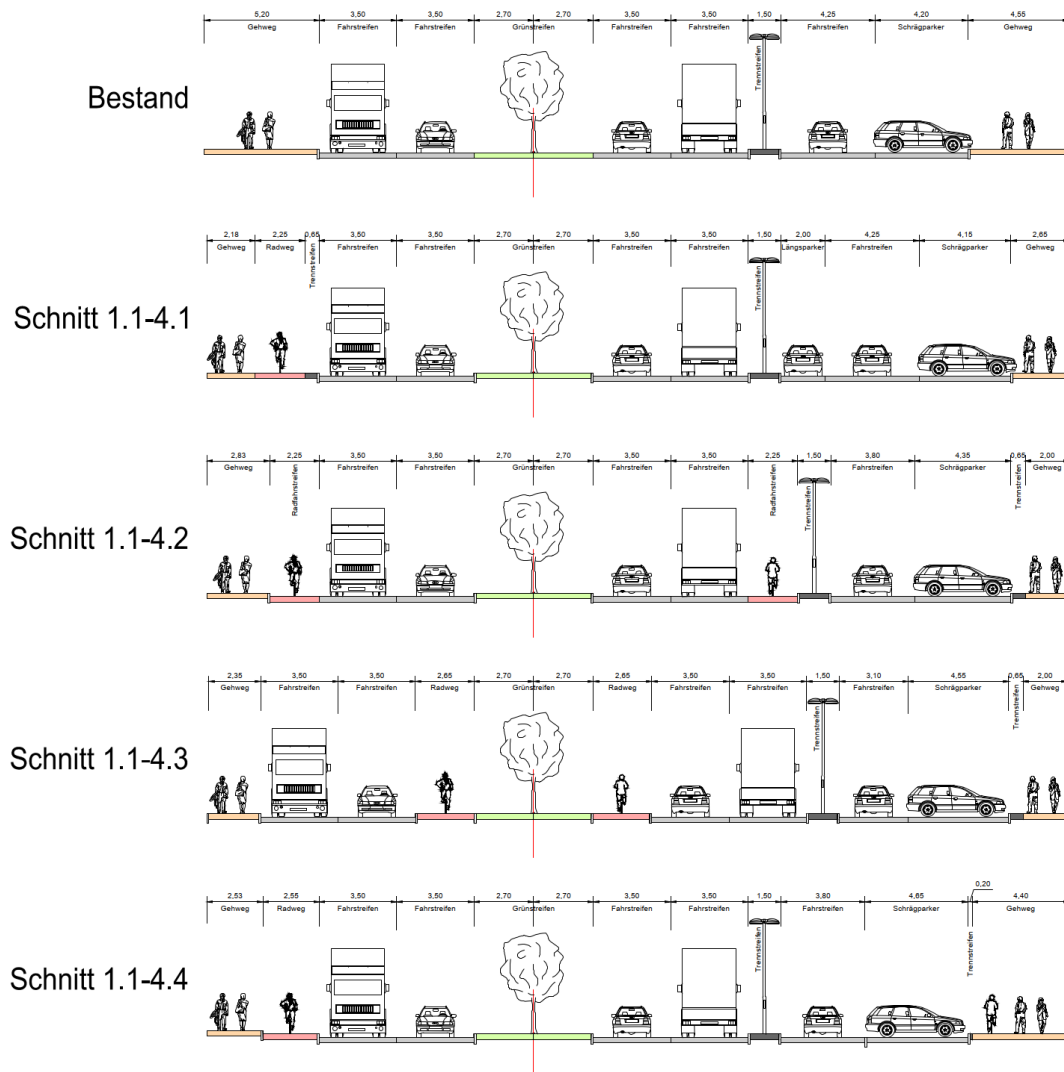 5,20 3,50 3,50 2,70 2,70 3,50 3,50 1,50 4,25 4,20 4,55
Gehweg Fahrstreifen Fahrstreifen Grünstreifen Fahrstreifen Fahrstreifen Trennstreifen Fahrstreifen Schrägparker Gehweg
Bestand
2,18 2,25 0,65 3,50 3,50 2,70 2,70 3,50 3,50 1,50 2,00 4,25 4,15 2,65
Gehweg Radweg Trennstreifen Fahrstreifen Fahrstreifen Grünstreifen Fahrstreifen Fahrstreifen Trennstreifen Längsparker Fahrstreifen Schrägparker Gehweg
Schnitt 1.1-4.1
2,83 2,25 3,50 3,50 2,70 2,70 3,50 3,50 2,25 1,50 3,80 4,35 0,65 2,00
Gehweg Radfahrstreifen Fahrstreifen Fahrstreifen Grünstreifen Fahrstreifen Fahrstreifen Radfahrstreifen Trennstreifen Fahrstreifen Schrägparker Trennstreifen Gehweg
Schnitt 1.1-4.2
2,35 3,50 3,50 2,65 2,70 2,70 2,65 3,50 3,50 1,50 3,10 4,55 0,65 2,00
Gehweg Fahrstreifen Fahrstreifen Radweg Grünstreifen Radweg Fahrstreifen Fahrstreifen Trennstreifen Fahrstreifen Schrägparker Trennstreifen Gehweg
Schnitt 1.1-4.3
2,53 2,55 3,50 3,50 2,70 2,70 3,50 3,50 1,50 3,80 4,65 0,20 4,40
Gehweg Radweg Fahrstreifen Fahrstreifen Grünstreifen Fahrstreifen Fahrstreifen Trennstreifen Fahrstreifen Schrägparker Trennstreifen Gehweg
Schnitt 1.1-4.4